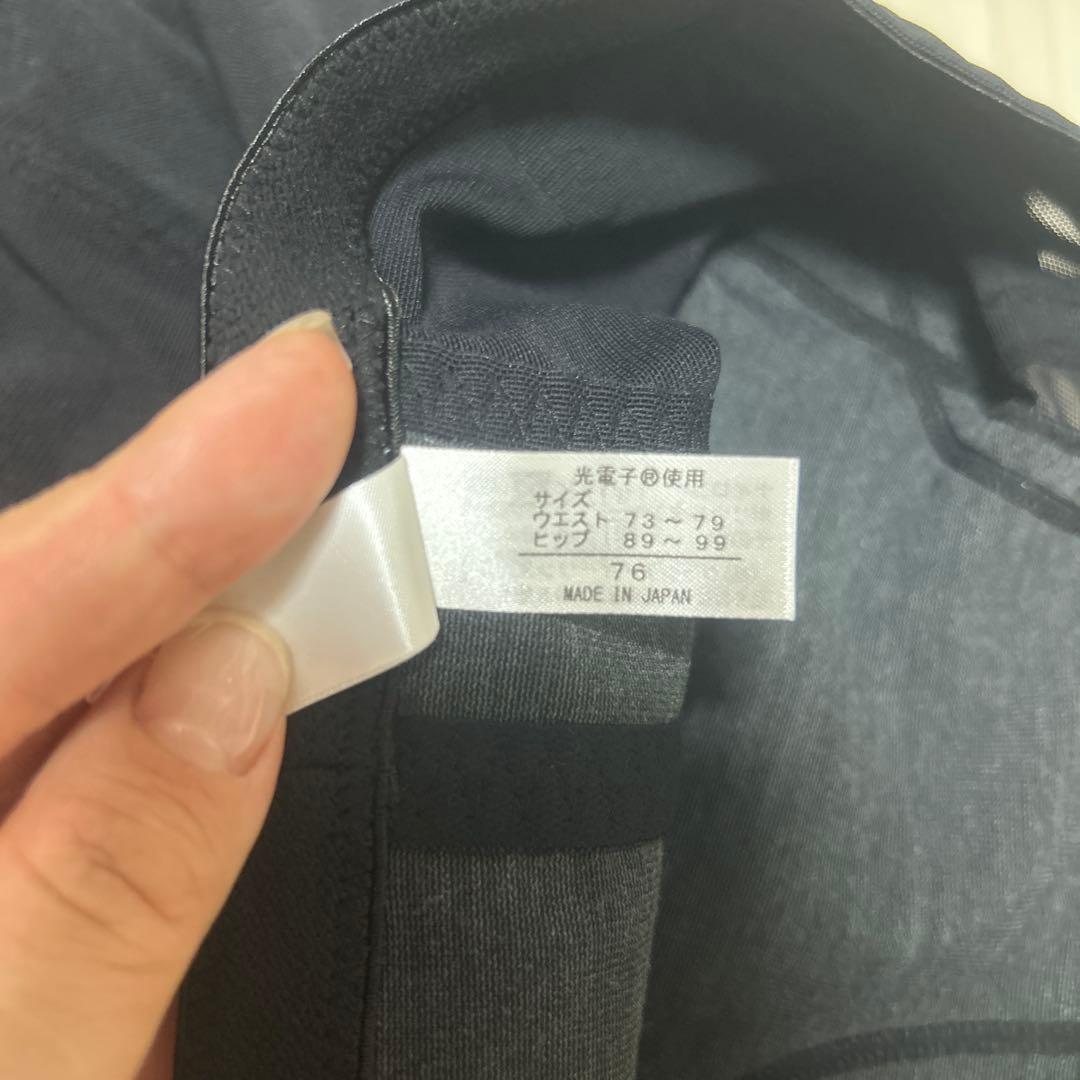 光電子®使用
サイズ
ウエスト 73～79
ヒップ 89～99
76
MADE IN JAPAN